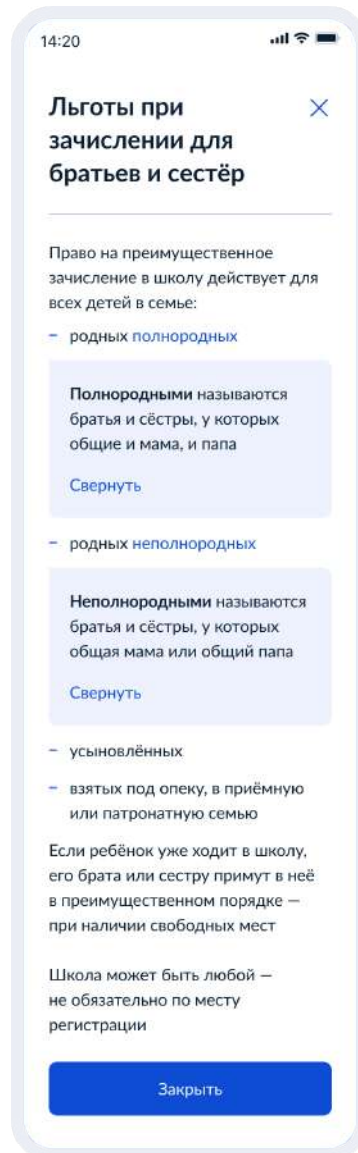 14:20
Льготы при
зачислении для
братьев и сестёр
Право на преимущественное
зачисление в школу действует для
всех детей в семье:
– родных полнородных
Полнородными называются
братья и сёстры, у которых
общие и мама, и папа
Свернуть
– родных неполнородных
Неполнородными называются
братья и сёстры, у которых
общая мама или общий папа
Свернуть
– усыновлённых
– взятых под опеку, в приёмную
или патронатную семью
Если ребёнок уже ходит в школу,
его брата или сестру примут в неё
в преимущественном порядке —
при наличии свободных мест
Школа может быть любой —
не обязательно по месту
регистрации
Закрыть